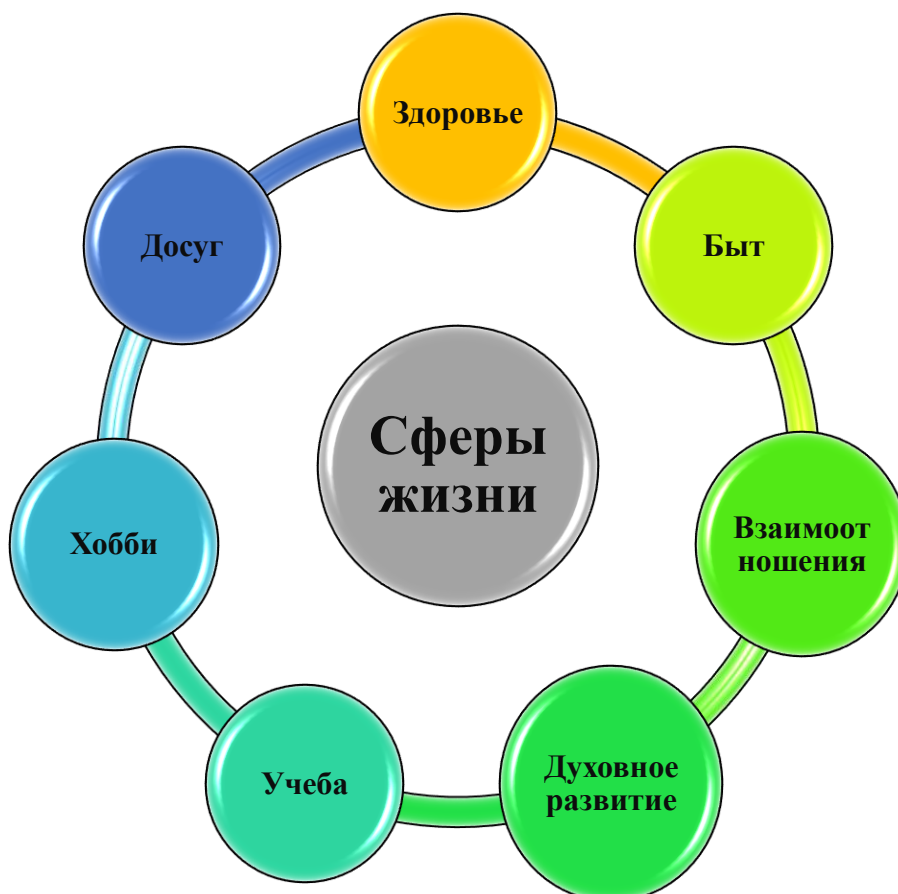 Здоровье
Быт
Взаимоот
ношения
Духовное
развитие
Учеба
Хобби
Досуг
Сферы
жизни